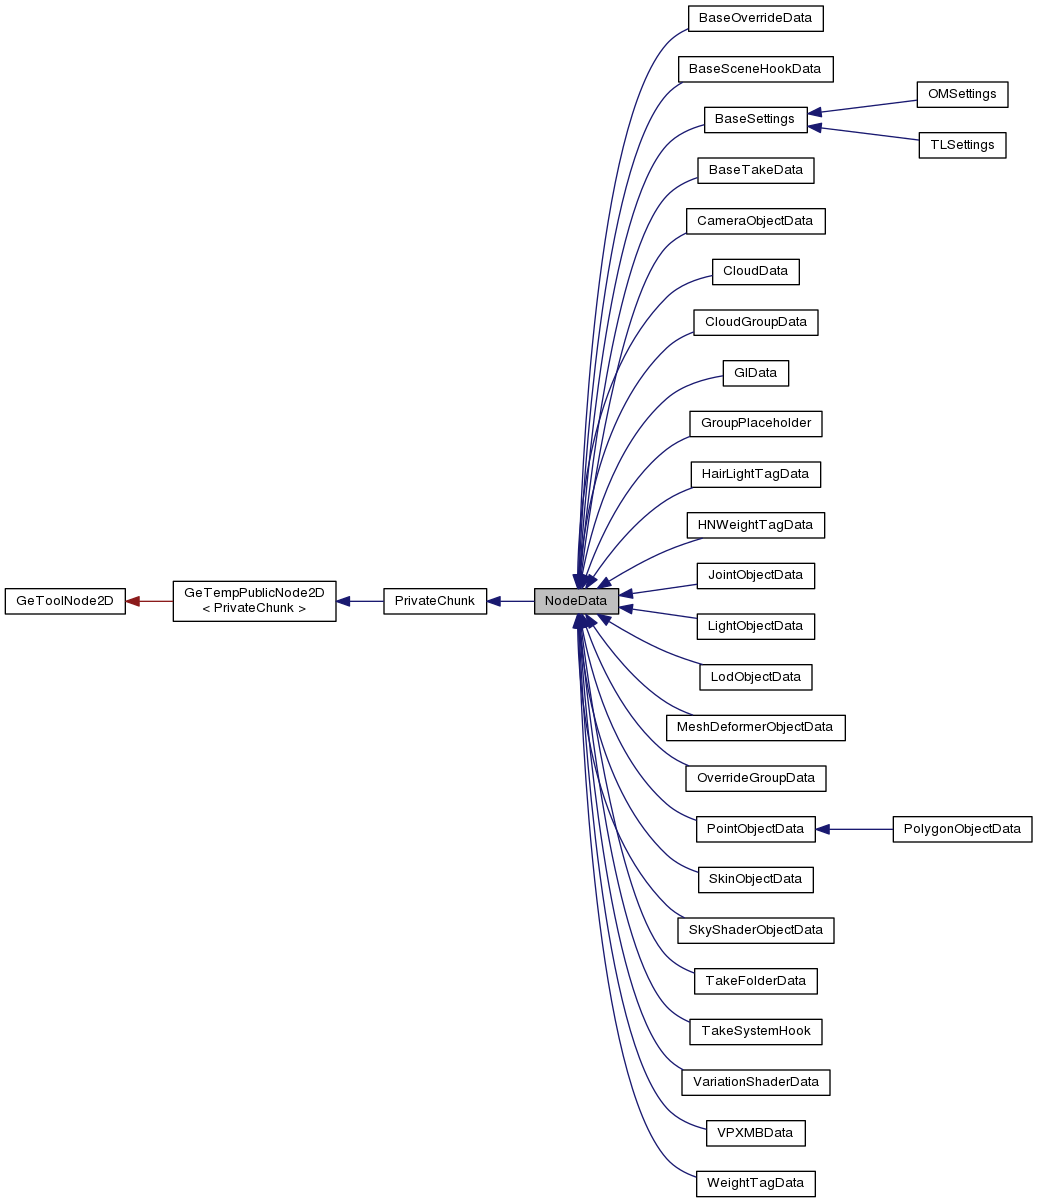 BaseOverrideData
BaseSceneHookData
OMSettings
BaseSettings
TLSettings
BaseTakeData
CameraObjectData
CloudData
CloudGroupData
GIData
GroupPlaceholder
HairLightTagData
HNWeightTagData
JointObjectData
GeToolNode2D
GeTempPublicNode2D
< PrivateChunk >
PrivateChunk
NodeData
LightObjectData
LodObjectData
MeshDeformerObjectData
OverrideGroupData
PointObjectData
PolygonObjectData
SkinObjectData
SkyShaderObjectData
TakeFolderData
TakeSystemHook
VariationShaderData
VPXMBData
WeightTagData